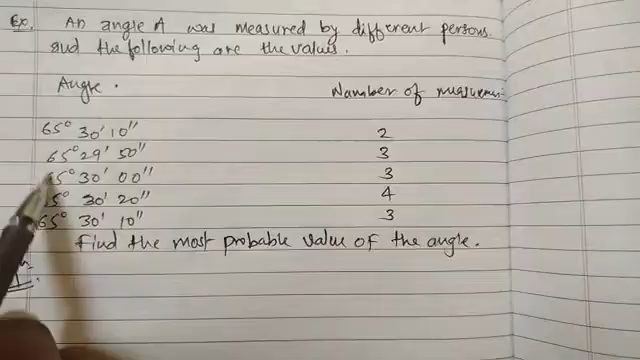 Ex. An angle A was measured by different persons
and the following are the values.
Angle. Number of
65° 30' 10" 2
65° 29' 50" 3
65° 30' 00" 3
65° 30' 20" 4
65° 30' 10" 3
Find the most probable value of the angle.